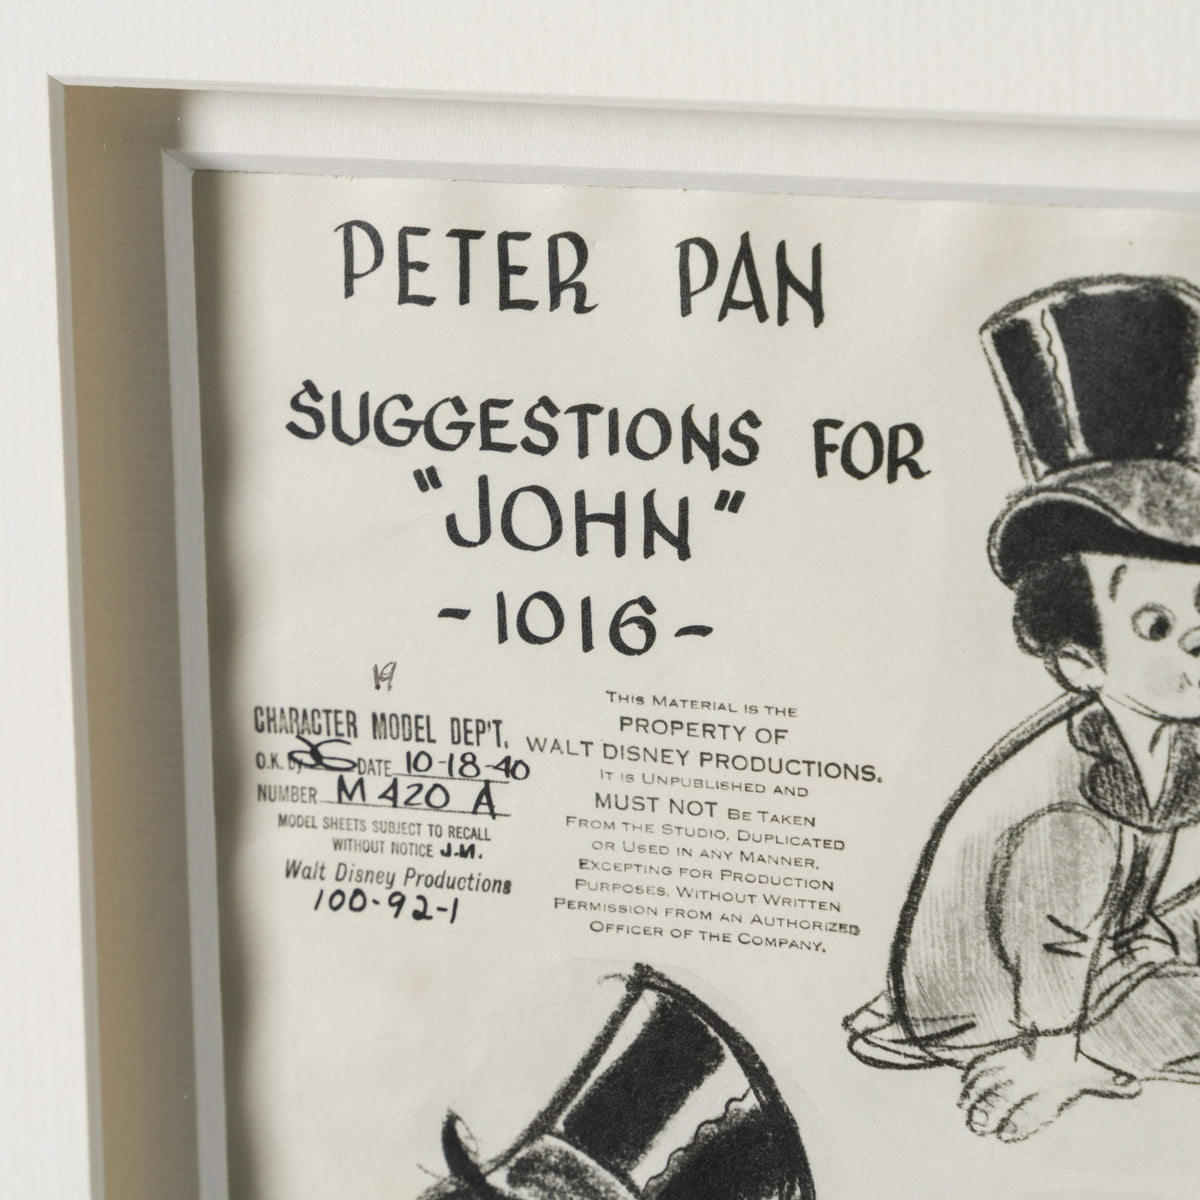 PETER PAN
SUGGESTIONS FOR
"JOHN"
-1016-
19
CHARACTER MODEL DEP'T.
O.K. By DATE 10-18-40
NUMBER M 420 A
MODEL SHEETS SUBJECT TO RECALL
WITHOUT NOTICE J.M.
Walt Disney Productions
100-92-1
THIS MATERIAL IS THE
PROPERTY OF
WALT DISNEY PRODUCTIONS.
IT IS UNPUBLISHED AND
MUST NOT BE TAKEN
FROM THE STUDIO, DUPLICATED
OR USED IN ANY MANNER,
EXCEPTING FOR PRODUCTION
PURPOSES, WITHOUT WRITTEN
PERMISSION FROM AN AUTHORIZED
OFFICER OF THE COMPANY.